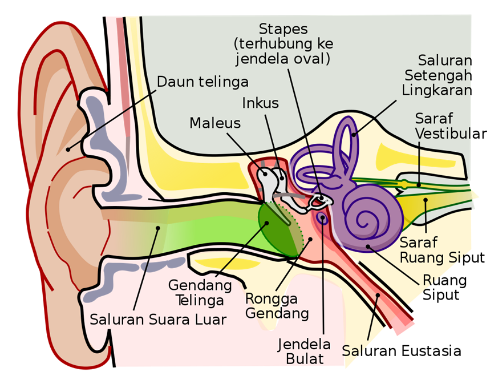 Stapes
(terhubung ke
jendela oval)
Saluran
Setengah
Lingkaran
Daun telinga
Inkus
Maleus
Saraf
Vestibular
Saraf
Ruang Siput
Ruang
Siput
Gendang
Telinga
Rongga
Gendang
Saluran Suara Luar
Jendela
Bulat
Saluran Eustasia